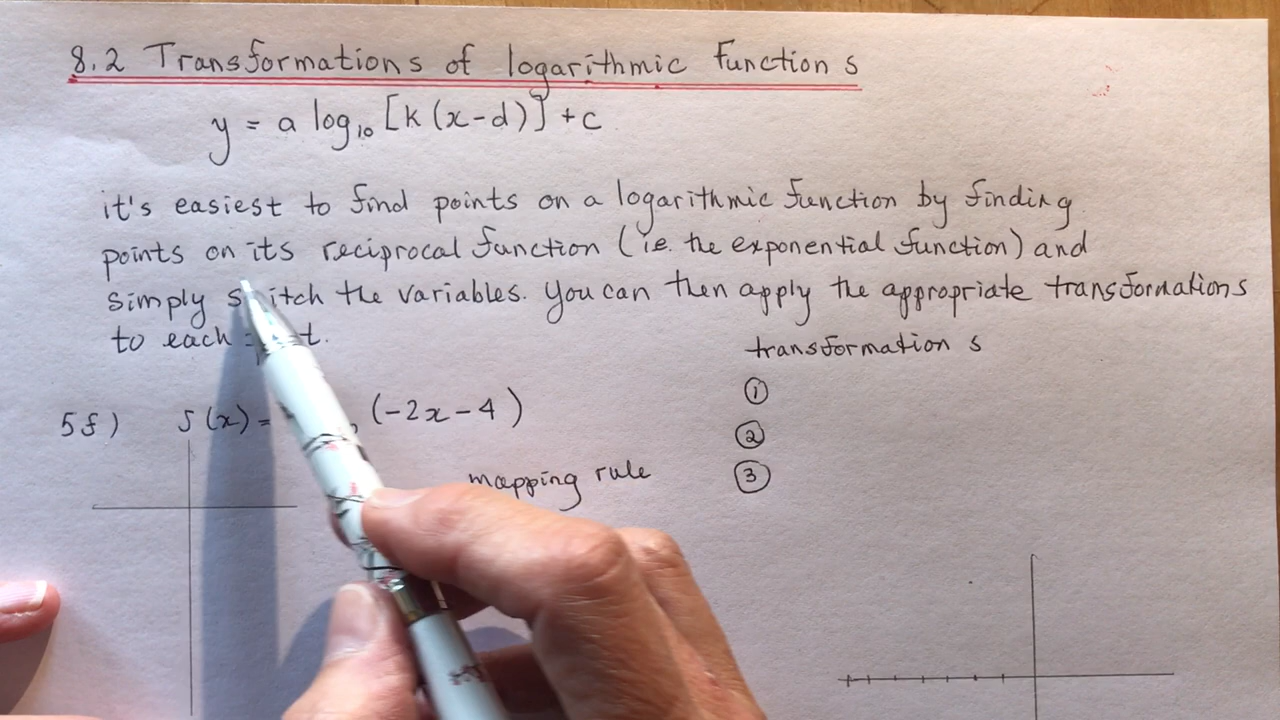 8.2 Transformations of logarithmic functions
y = a log₁₀ [k (x-d)] + c
it's easiest to find points on a logarithmic function by finding
points on its reciprocal function (i.e. the exponential function) and
simply switch the variables. You can then apply the appropriate transformations
to each
transformations
①
5f) f(x) = (-2x-4)
②
mapping rule
③